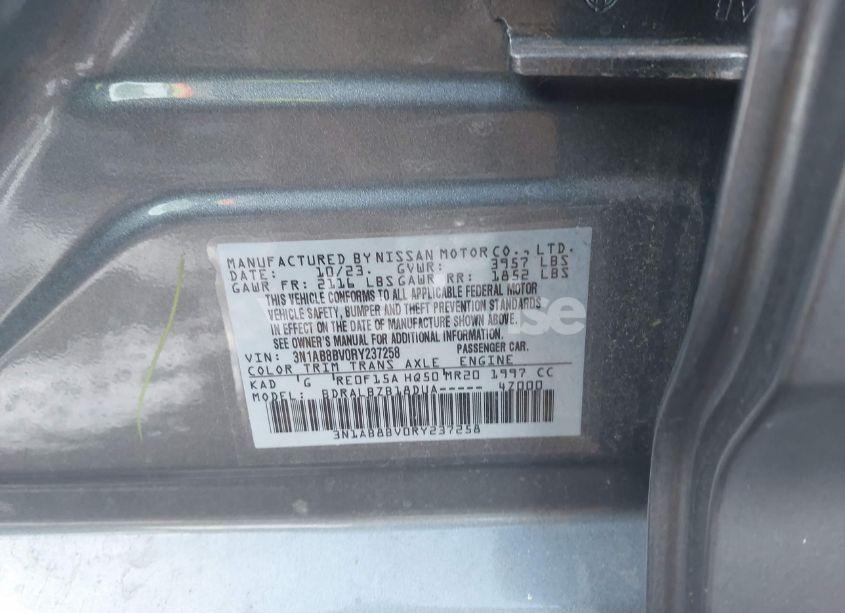 MANUFACTURED BY NISSAN MOTOR CO., LTD.
DATE: 10/23. GVWR: 3957 LBS
GAWR FR: 2116 LBS GAWR RR: 1852 LBS
THIS VEHICLE CONFORMS TO ALL APPLICABLE FEDERAL MOTOR
VEHICLE SAFETY, BUMPER AND THEFT PREVENTION STANDARDS
IN EFFECT ON THE DATE OF MANUFACTURE SHOWN ABOVE.
SEE OWNER'S MANUAL FOR ADDITIONAL INFORMATION.
VIN: 3N1AB8BV0RY237258 PASSENGER CAR.
COLOR TRIM TRANS AXLE ENGINE
KAD 'G 'RE0F15A HQ50 MR20 1997 CC
MODEL: BDRALBZB18DUA----- 4Z000
3N1AB8BV0RY237258